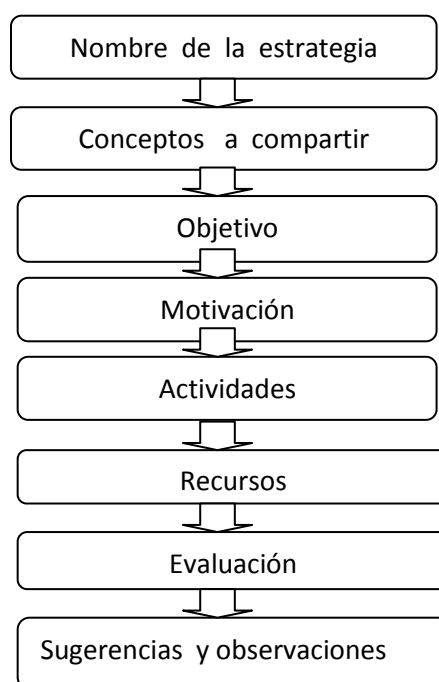 Nombre de la estrategia
Conceptos a compartir
Objetivo
Motivación
Actividades
Recursos
Evaluación
Sugerencias y observaciones